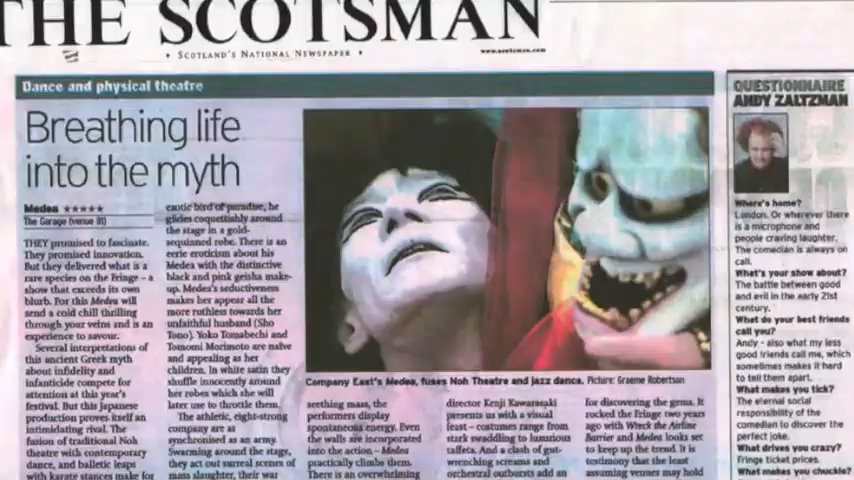 THE SCOTSMAN
• SCOTLAND'S NATIONAL NEWSPAPER •
www.scotsman.com
Dance and physical theatre
Breathing life
into the myth
Medea ★★★★★
The Garage (venue 81)
THEY promised to fascinate.
They promised innovation.
But they delivered what is a
rare species on the Fringe – a
show that exceeds its own
blurb. For this Medea will
send a cold chill thrilling
through your veins and is an
experience to savour.
Several interpretations of
this ancient Greek myth
about infidelity and
infanticide compete for
attention at this year's
festival. But this Japanese
production proves itself an
intimidating rival. The
fusion of traditional Noh
theatre with contemporary
dance, and balletic leaps
with karate stances make for
exotic bird of paradise, he
glides coquettishly around
the stage in a gold-
sequinned robe. There is an
eerie eroticism about his
Medea with the distinctive
black and pink geisha make-
up. Medea's seductiveness
makes her appear all the
more ruthless towards her
unfaithful husband (Sho
Tono). Yoko Tomabechi and
Tomomi Morimoto are naive
and appealing as her
children. In white satin they
shuffle innocently around
her robes which she will
later use to throttle them.
The athletic, eight-strong
company are as
synchronised as an army.
Swarming around the stage,
they act out surreal scenes of
mass slaughter, their war
Company East's Medea, fuses Noh Theatre and jazz dance. Picture: Graeme Robertson
seething mass, the
performers display
spontaneous energy. Even
the walls are incorporated
into the action – Medea
practically climbs them.
There is an overwhelming
director Kenji Kawarasaki
presents us with a visual
feast – costumes range from
stark swaddling to luxurious
taffeta. And a clash of gut-
wrenching screams and
orchestral outbursts add an
for discovering the gems. It
rocked the Fringe two years
ago with Wreck the Airline
Barrier and Medea looks set
to keep up the trend. It is
testimony that the least
assuming venues may hold
QUESTIONNAIRE
ANDY ZALTZMAN
Where's home?
London. Or wherever there
is a microphone and
people craving laughter.
The comedian is always on
call.
What's your show about?
The battle between good
and evil in the early 21st
century.
What do your best friends
call you?
Andy - also what my less
good friends call me, which
sometimes makes it hard
to tell them apart.
What makes you tick?
The eternal social
responsibility of the
comedian to discover the
perfect joke.
What drives you crazy?
Fringe ticket prices.
What makes you chuckle?